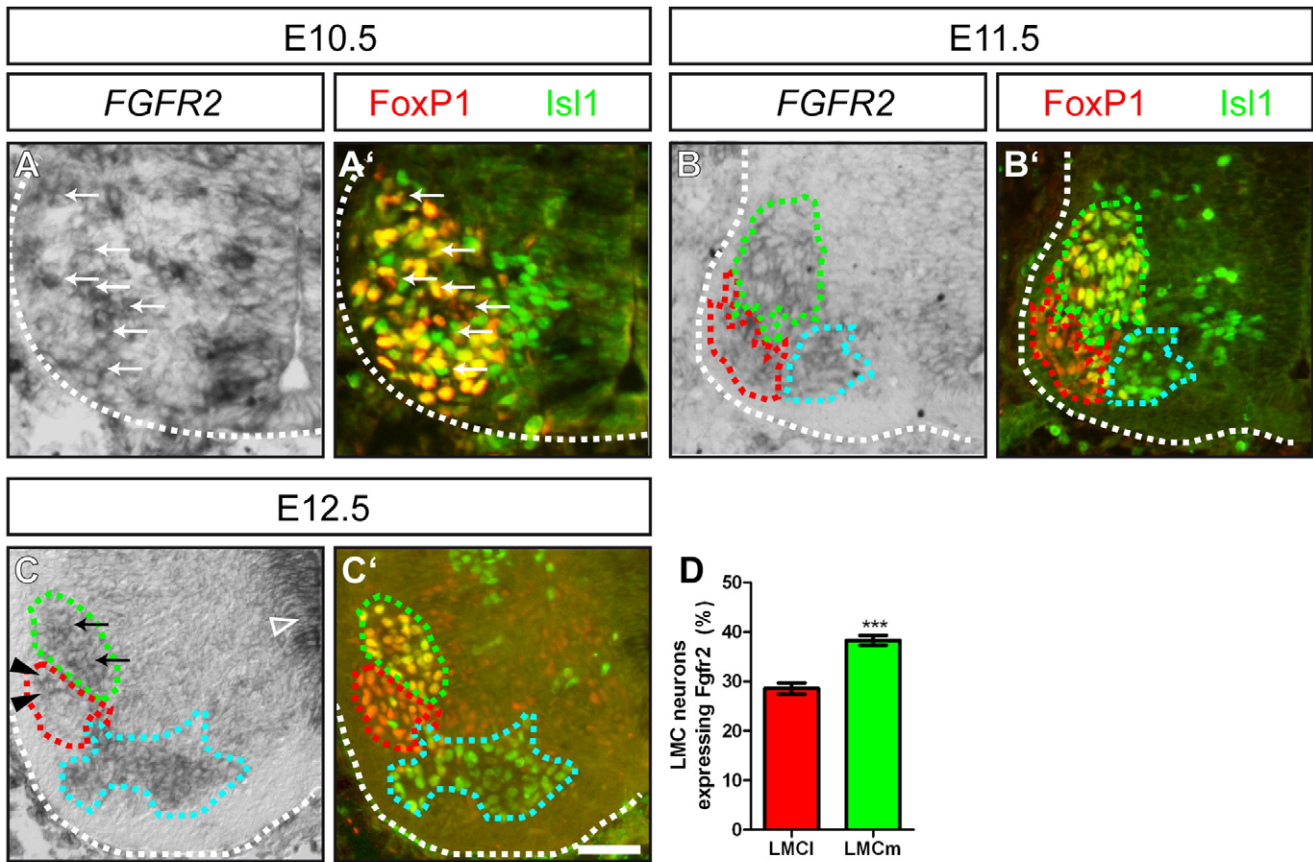 E10.5
E11.5
FGFR2
FoxP1 Isl1
FGFR2
FoxP1 Isl1
A
A‘
B
B‘
E12.5
C
C‘
D
LMC neurons
expressing Fgfr2 (%)
50
40
30
20
10
0
***
LMCl
LMCm